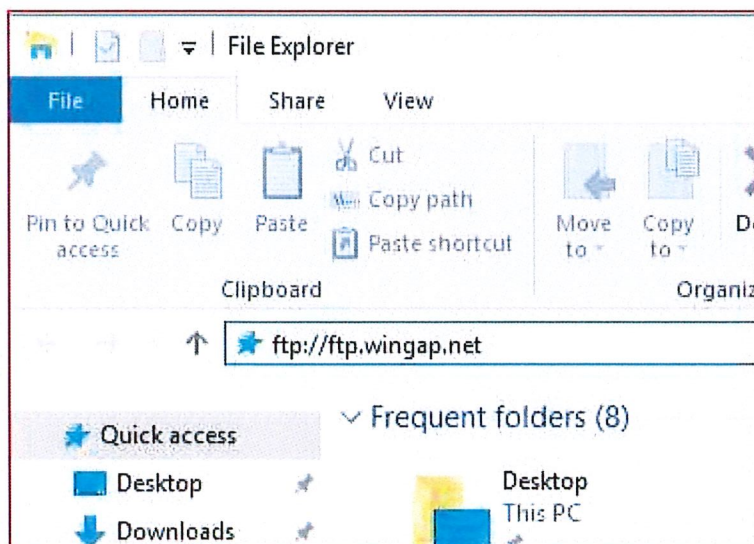 File Explorer
File Home Share View
Cut
Copy path
Paste shortcut
Pin to Quick access
Copy
Paste
Move to
Copy to
Clipboard
Organiz
ftp://ftp.wingap.net
Quick access
Frequent folders (8)
Desktop
Desktop
This PC
Downloads